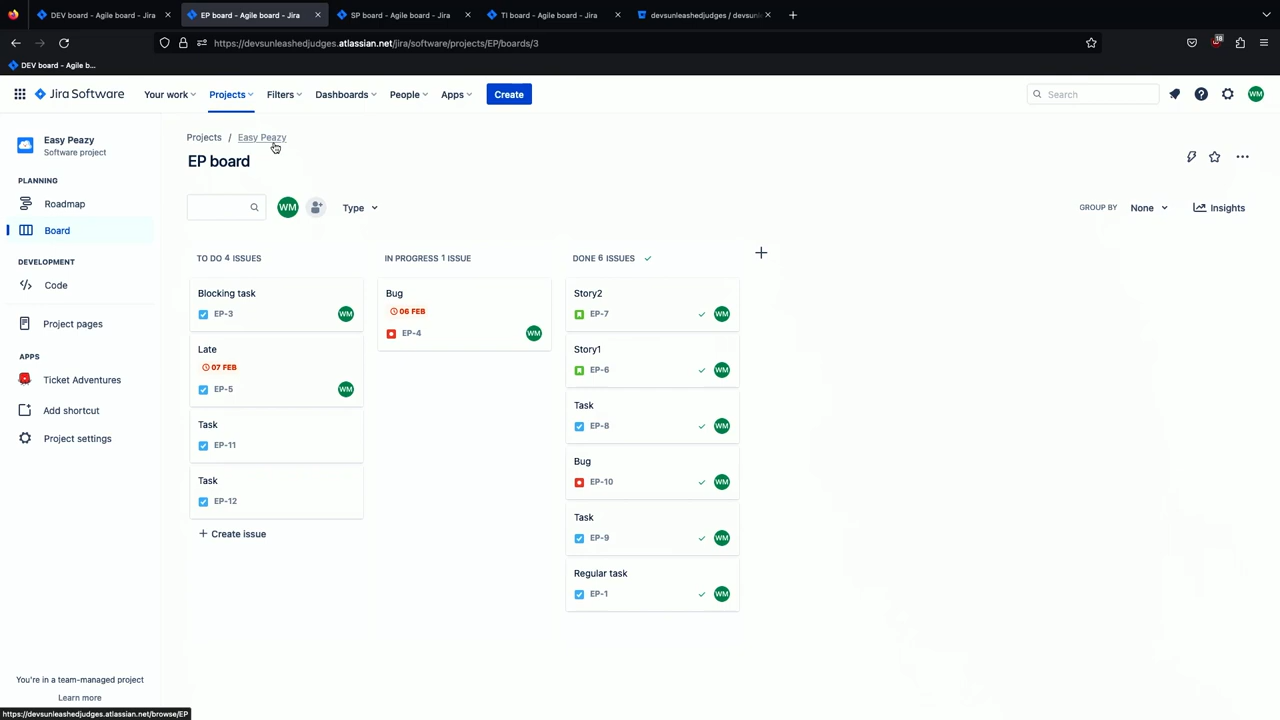 DEV board - Agile board - Jira
EP board - Agile board - Jira
SP board - Agile board - Jira
TI board - Agile board - Jira
devsunleashedjudges / devsunle
https://devsunleashedjudges.atlassian.net/jira/software/projects/EP/boards/3
18
DEV board - Agile b...
Jira Software
Your work
Projects
Filters
Dashboards
People
Apps
Create
Search
WM
Easy Peazy
Software project
PLANNING
Roadmap
Board
DEVELOPMENT
Code
Project pages
APPS
Ticket Adventures
Add shortcut
Project settings
You're in a team-managed project
Learn more
https://devsunleashedjudges.atlassian.net/browse/EP
Projects / Easy Peazy
EP board
WM
Type
GROUP BY None
Insights
TO DO 4 ISSUES
Blocking task
EP-3
WM
Late
07 FEB
EP-5
WM
Task
EP-11
Task
EP-12
+ Create issue
IN PROGRESS 1 ISSUE
Bug
06 FEB
EP-4
WM
DONE 6 ISSUES
Story2
EP-7
WM
Story1
EP-6
WM
Task
EP-8
WM
Bug
EP-10
WM
Task
EP-9
WM
Regular task
EP-1
WM